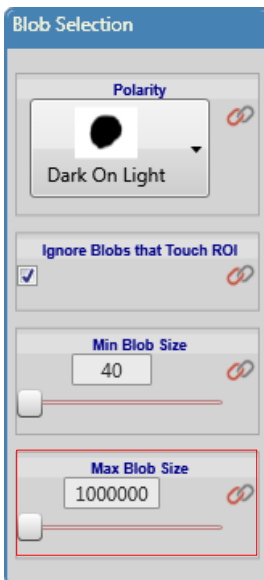 Blob Selection
Polarity
Dark On Light
Ignore Blobs that Touch ROI
Min Blob Size
40
Max Blob Size
1000000